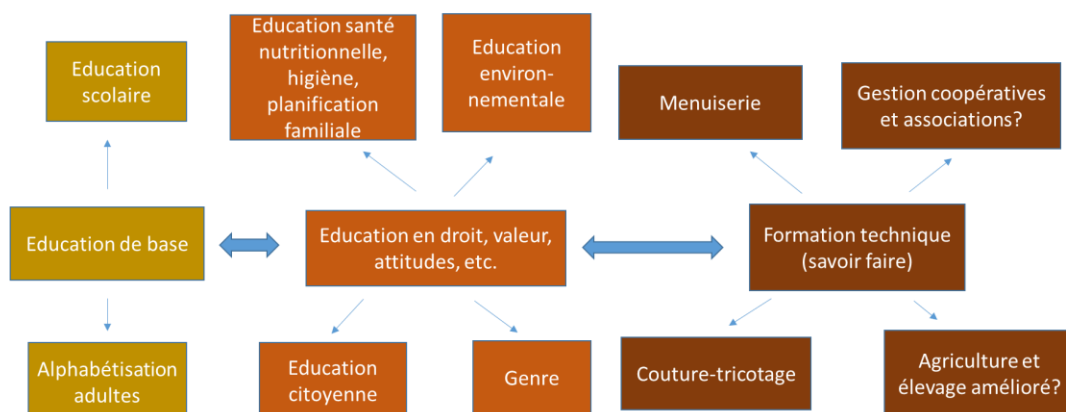 Education
scolaire
Education santé
nutritionnelle,
higiène,
planification
familiale
Education
environ-
nementale
Menuiserie
Gestion coopératives
et associations?
Education de base
Education en droit, valeur,
attitudes, etc.
Formation technique
(savoir faire)
Alphabétisation
adultes
Education
citoyenne
Genre
Couture-tricotage
Agriculture et
élevage amélioré?